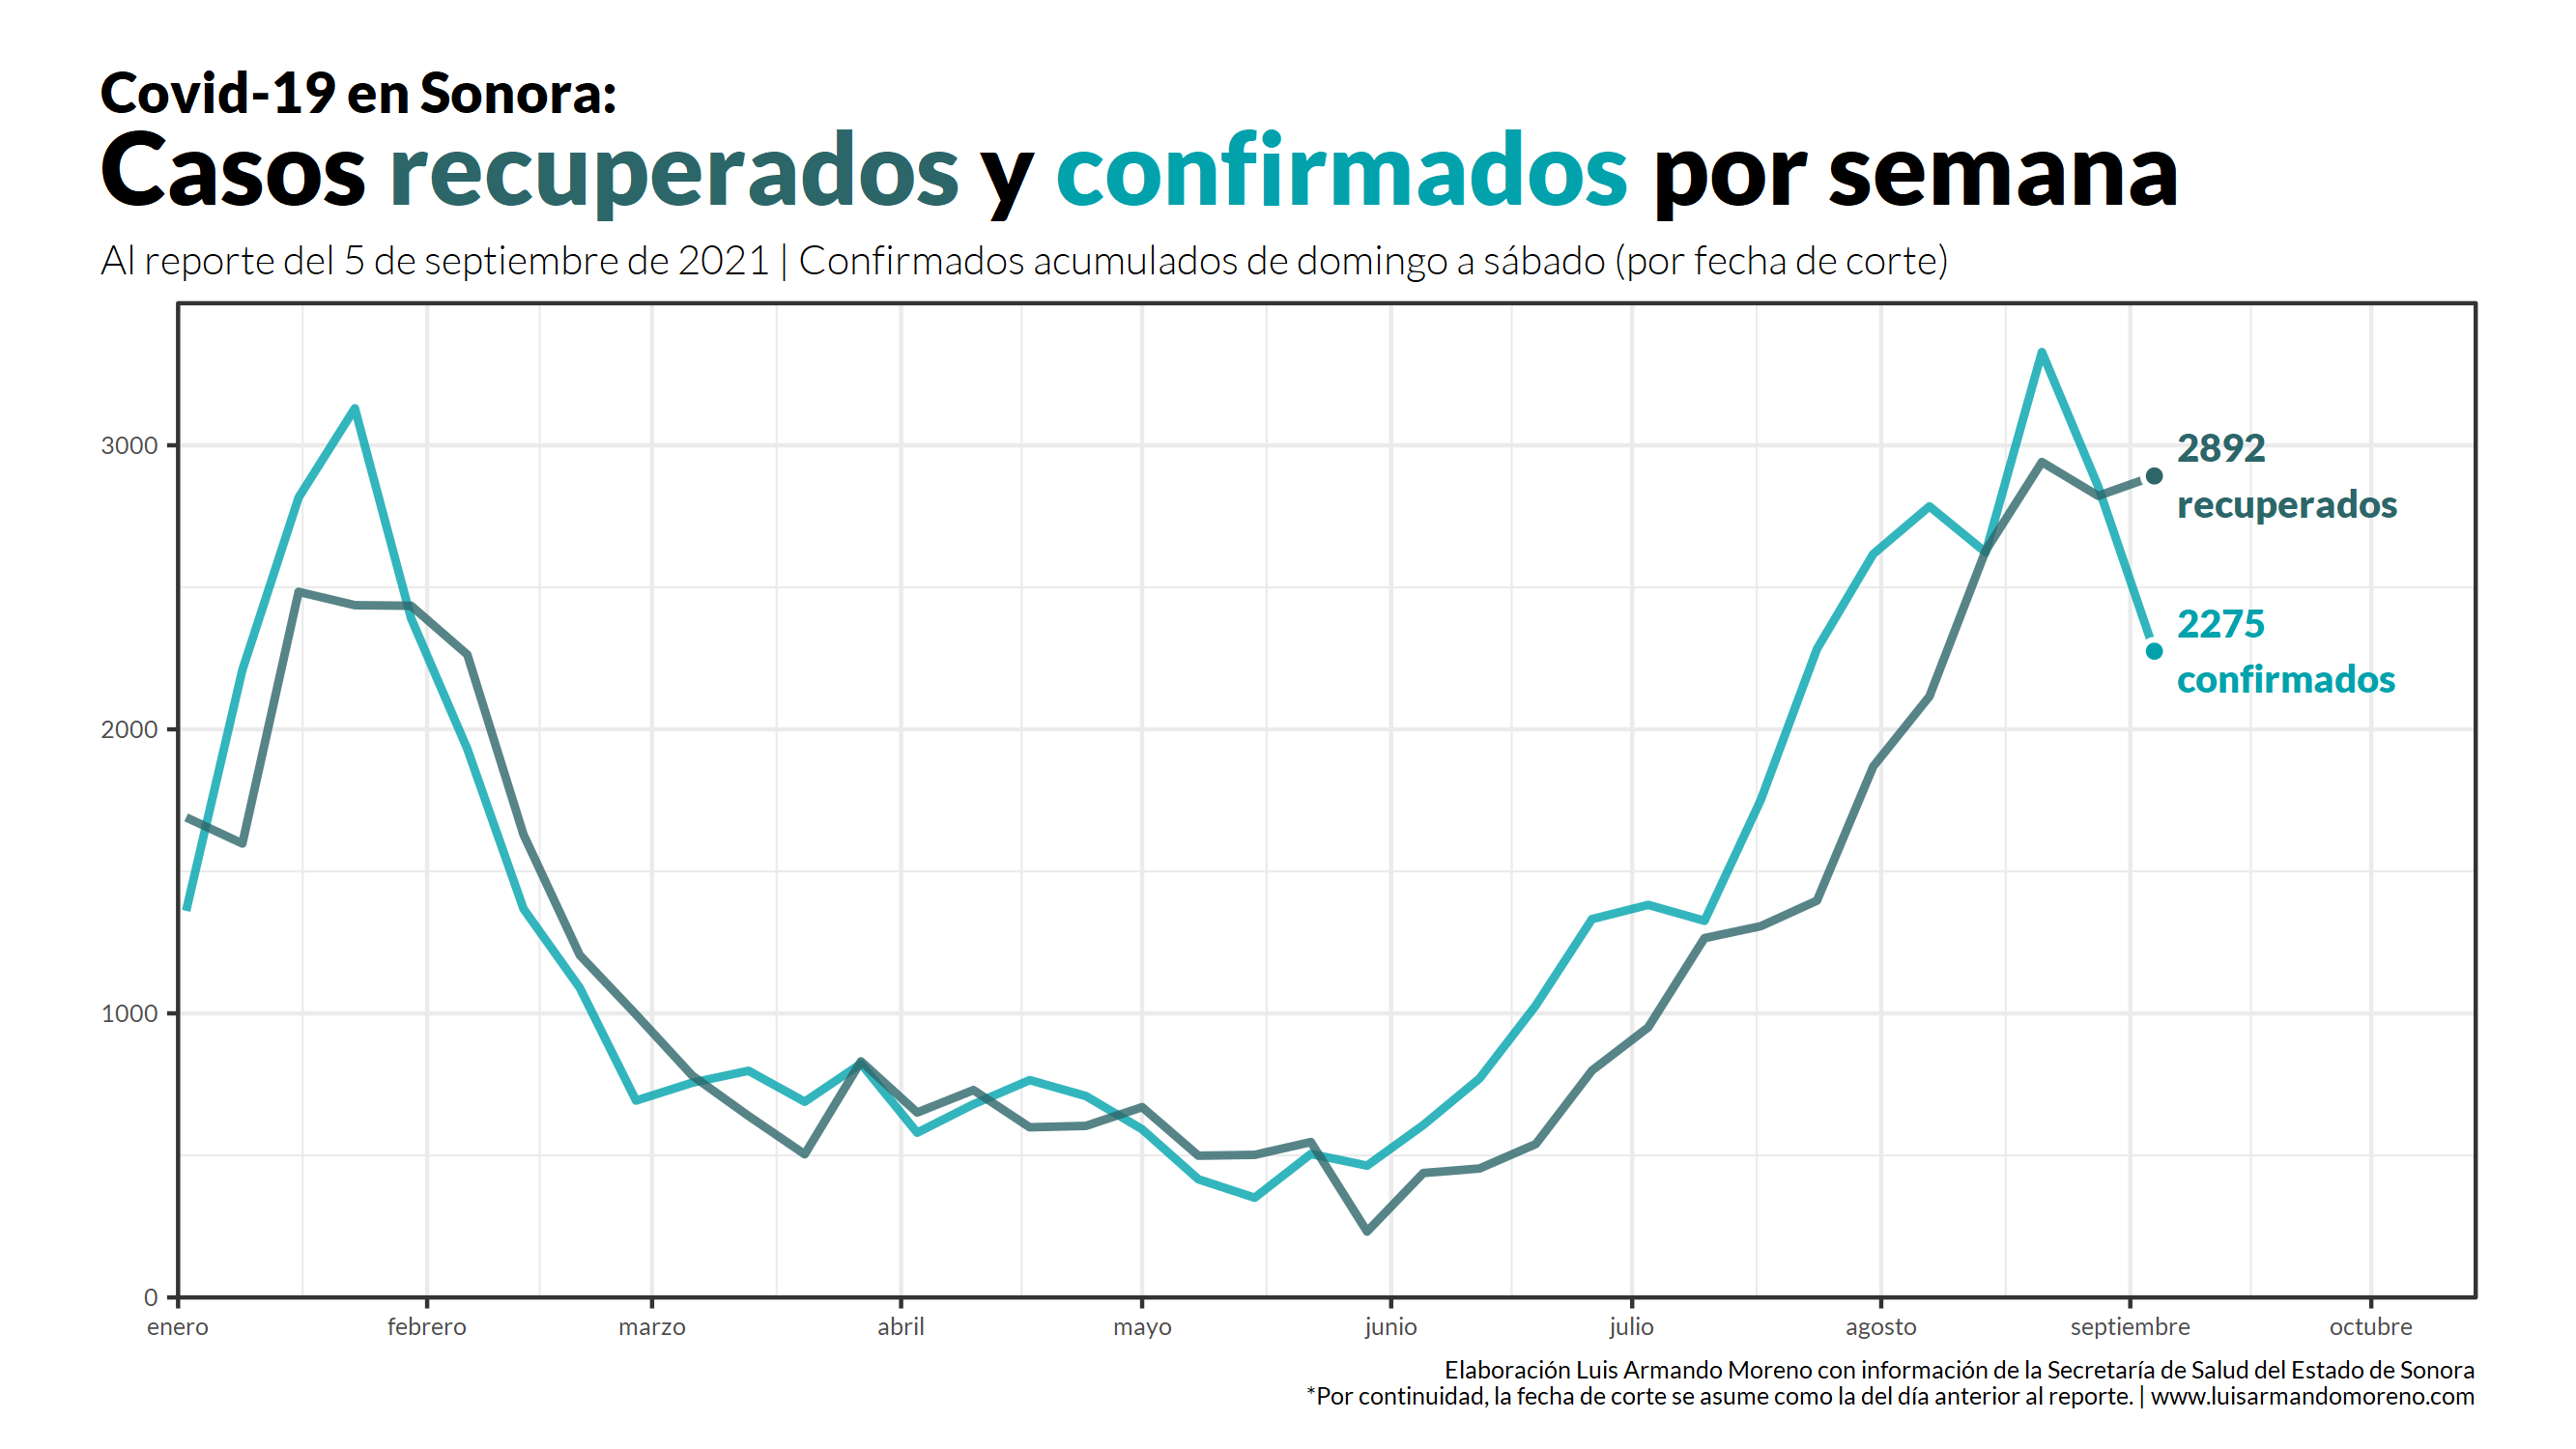 Covid-19 en Sonora:
Casos recuperados y confirmados por semana
Al reporte del 5 de septiembre de 2021 | Confirmados acumulados de domingo a sábado (por fecha de corte)
3000
2000
1000
0
2892
recuperados
2275
confirmados
enero febrero marzo abril mayo junio julio agosto septiembre octubre
Elaboración Luis Armando Moreno con información de la Secretaría de Salud del Estado de Sonora
*Por continuidad, la fecha de corte se asume como la del día anterior al reporte. | www.luisarmandomoreno.com